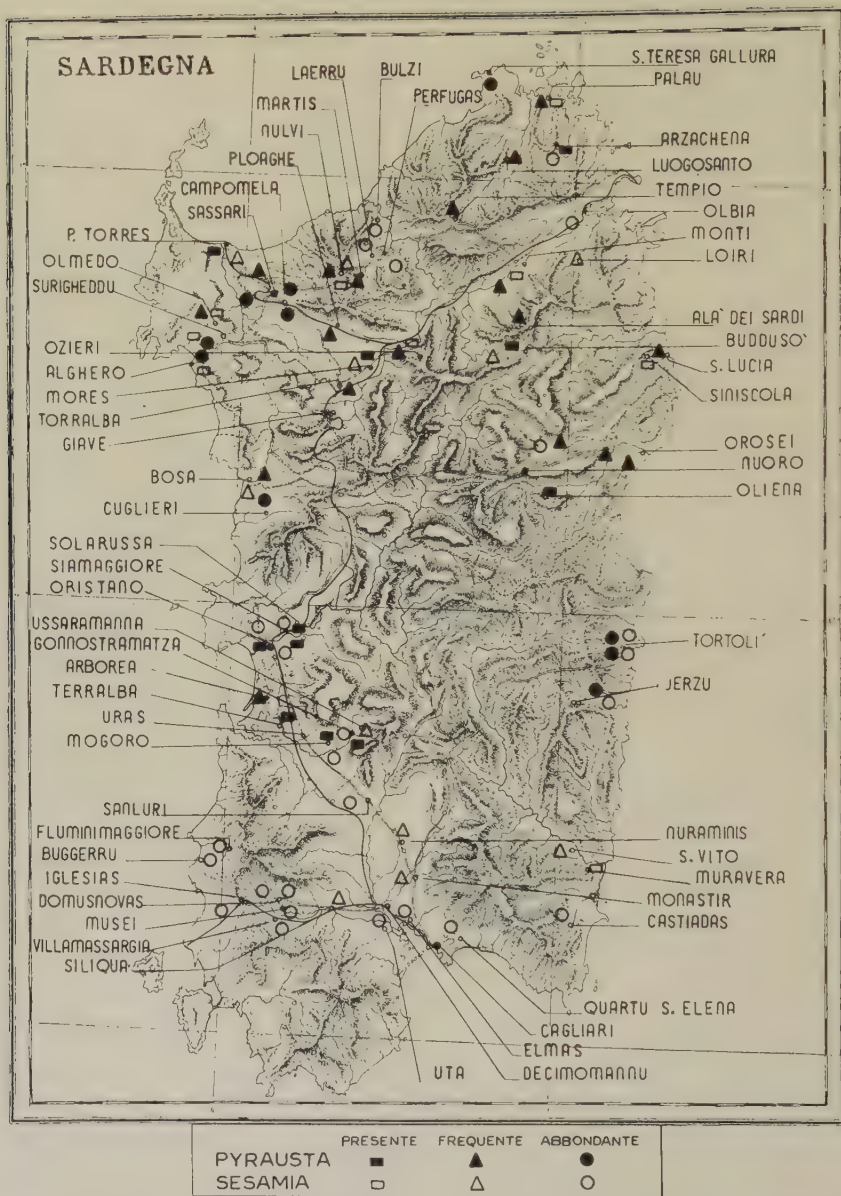 SARDEGNA
LAERRU
BULZI
S. TERESA GALLURA
PALAU
MARTIS
PERFUGAS
NULVI
PLOAGHE
ARZACHENA
LUOGOSANTO
CAMPOMELA
TEMPIO
SASSARI
OLBIA
P. TORRES
MONTI
OLMEDO
LOIRI
SURIGHEDDU
ALA' DEI SARDI
OZIERI
BUDDUSO'
ALGHERO
S. LUCIA
MORES
SINISCOLA
TORRALBA
GIAVE
OROSEI
BOSA
NUORO
CUGLIERI
OLIENA
SOLARUSSA
SIAMAGGIORE
ORISTANO
USSARAMANNA
GONNOSTRAMATZA
TORTOLI'
ARBOREA
JERZU
TERRALBA
URAS
MOGORO
SANLURI
NURAMINIS
FLUMINIMAGGIORE
S. VITO
BUGGERRU
MURAVERA
IGLESIAS
MONASTIR
DOMUSNOVAS
CASTIADAS
MUSEI
VILLAMASSARGIA
SILIQUA
QUARTU S. ELENA
CAGLIARI
ELMAS
UTA
DECIMOMANNU
PRESENTE FREQUENTE ABBONDANTE
PYRAUSTA
SESAMIA